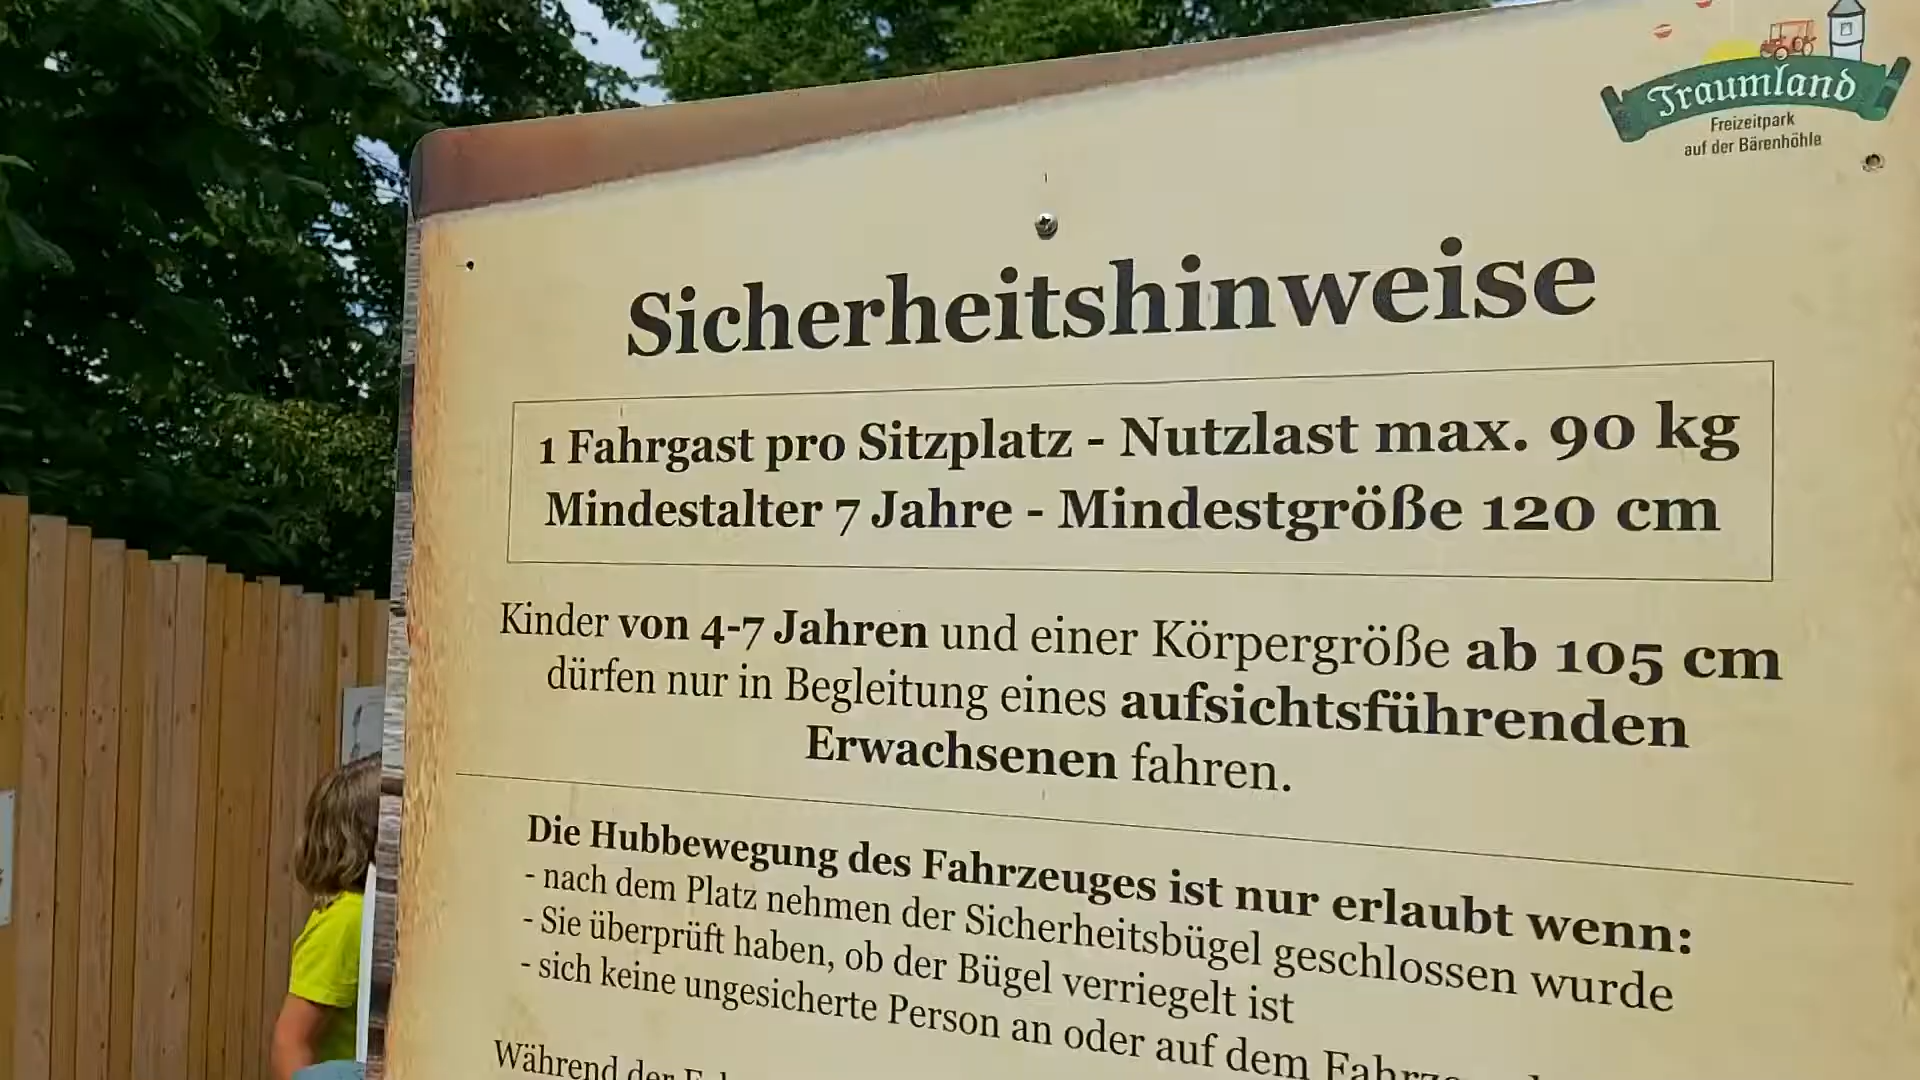 Traumland
Freizeitpark
auf der Bärenhöhle
Sicherheitshinweise
1 Fahrgast pro Sitzplatz - Nutzlast max. 90 kg
Mindestalter 7 Jahre - Mindestgröße 120 cm
Kinder von 4-7 Jahren und einer Körpergröße ab 105 cm
dürfen nur in Begleitung eines aufsichtsführenden
Erwachsenen fahren.
Die Hubbewegung des Fahrzeuges ist nur erlaubt wenn:
- nach dem Platz nehmen der Sicherheitsbügel geschlossen wurde
- Sie überprüft haben, ob der Bügel verriegelt ist
- sich keine ungesicherte Person an oder auf dem
Während der